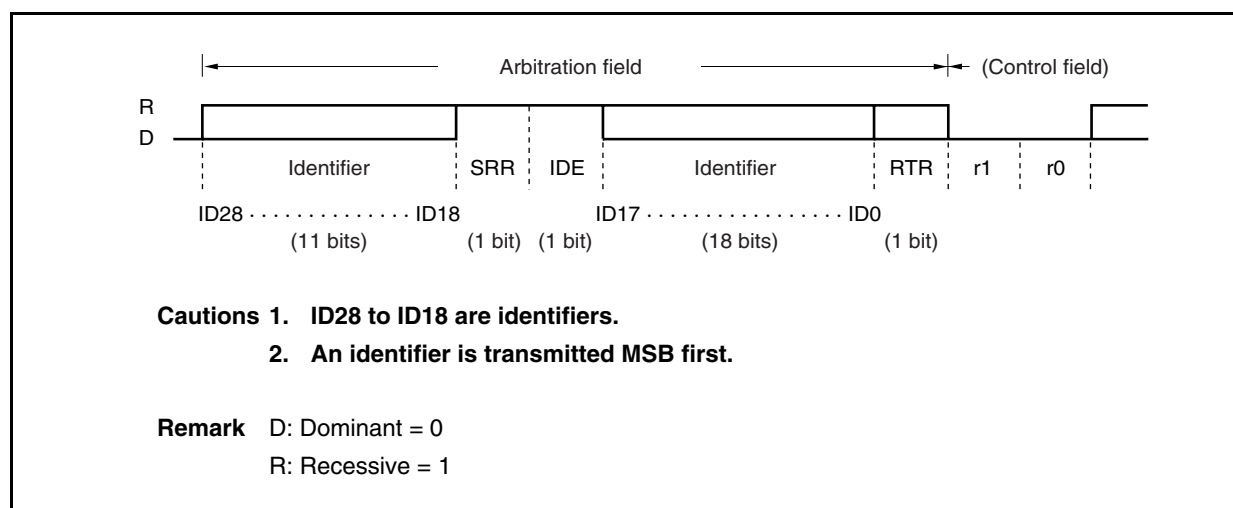 Arbitration field (Control field)
R
D
Identifier SRR IDE Identifier RTR r1 r0
ID28 · · · · · · · · · · · · · · ID18 ID17 · · · · · · · · · · · · · · · · · ID0
(11 bits) (1 bit) (1 bit) (18 bits) (1 bit)
Cautions 1. ID28 to ID18 are identifiers.
2. An identifier is transmitted MSB first.
Remark D: Dominant = 0
R: Recessive = 1